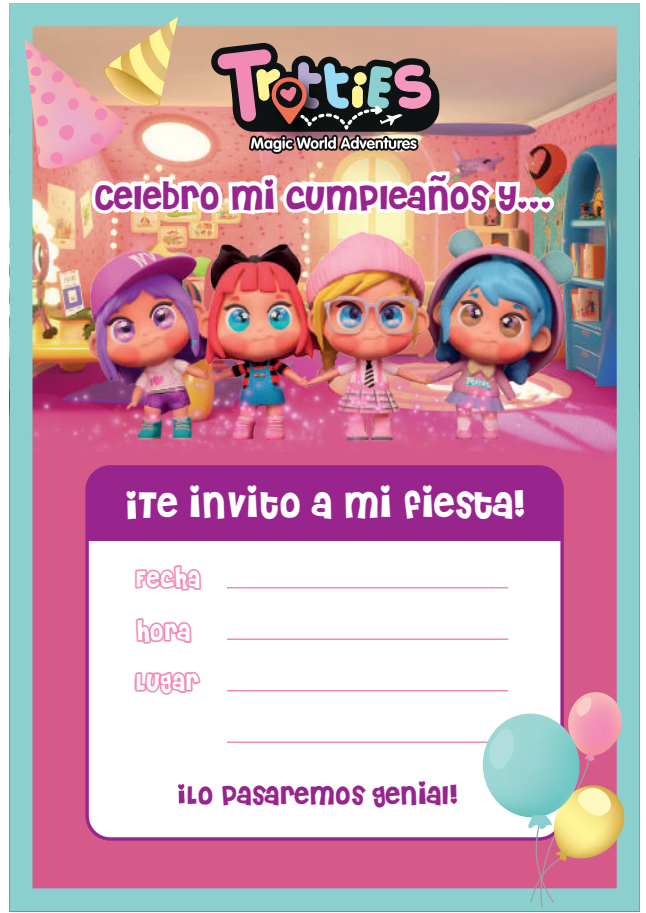 Trotties
Magic World Adventures
celebro mi cumpleaños y...
¡Te invito a mi fiesta!
Fecha
hora
Lugar
¡Lo pasaremos genial!